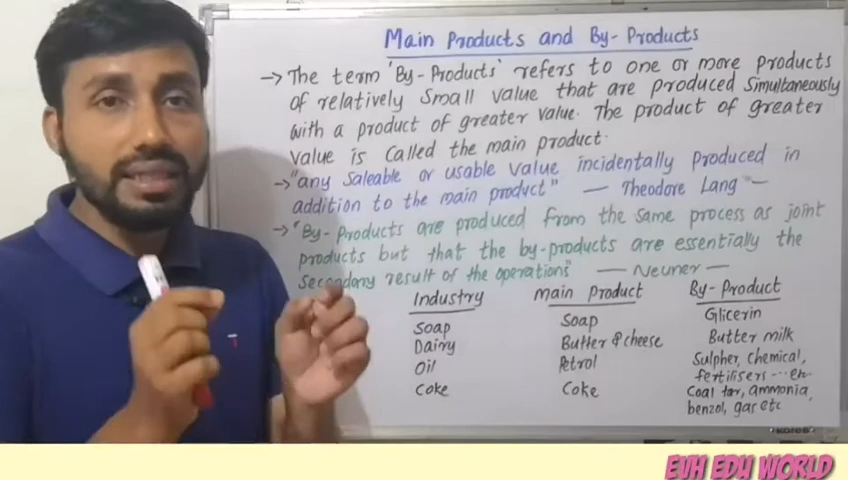 Main Products and By-Products
→ The term 'By-Products' refers to one or more products
of relatively Small value that are produced Simultaneously
with a product of greater value. The product of greater
value is called the main product.
→ "any Saleable or usable value incidentally produced in
addition to the main product" — Theodore Lang —
→ "By-Products are produced from the same process as joint
products but that the by-products are essentially the
Secondary result of the operations" — Neuner —
Industry Main Product By-Product
Soap Soap Glicerin
Dairy Butter & cheese Butter milk
Oil Petrol Sulpher, Chemical,
fertilisers --- etc
Coke Coke Coal tar, ammonia,
benzol, gas etc
kores
EVH EDU WORLD